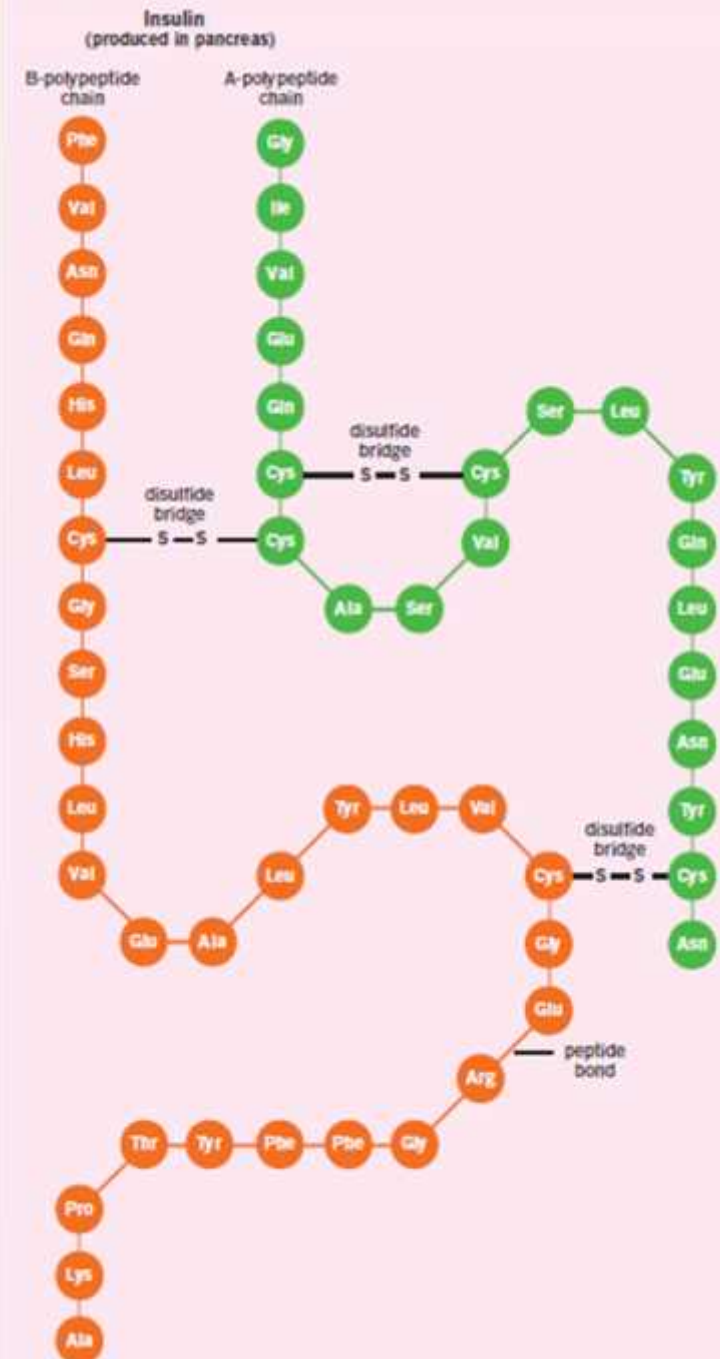 Insulin
(produced in pancreas)
B-polypeptide
chain
A-polypeptide
chain
Phe
Val
Asn
Gln
His
Leu
Cys
Gly
Ser
His
Leu
Val
Glu
Ala
Leu
Tyr
Leu
Val
Cys
Gly
Glu
Arg
Gly
Phe
Phe
Tyr
Thr
Pro
Lys
Ala
Gly
Ile
Val
Glu
Gln
Cys
Cys
Ala
Ser
Val
Cys
Ser
Leu
Tyr
Gln
Leu
Glu
Asn
Tyr
Cys
Asn
disulfide
bridge
S S
disulfide
bridge
S S
disulfide
bridge
S S
peptide
bond